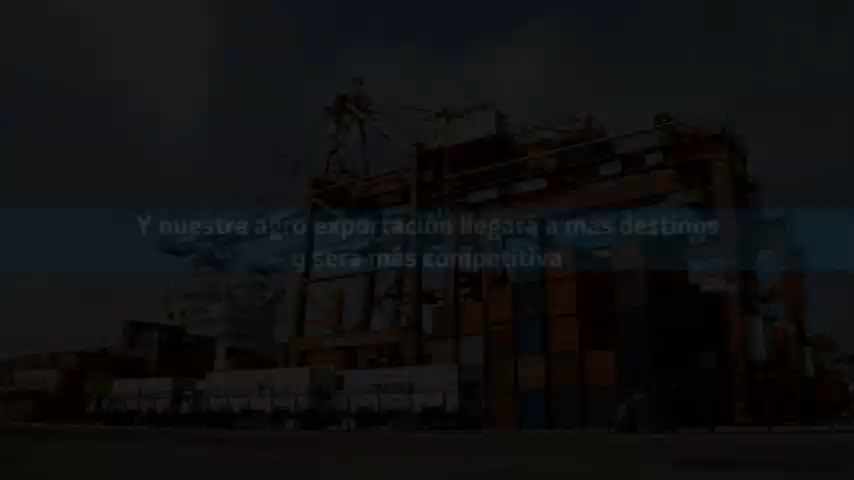 Y nuestra agro exportación llegará a más destinos
y será más competitiva